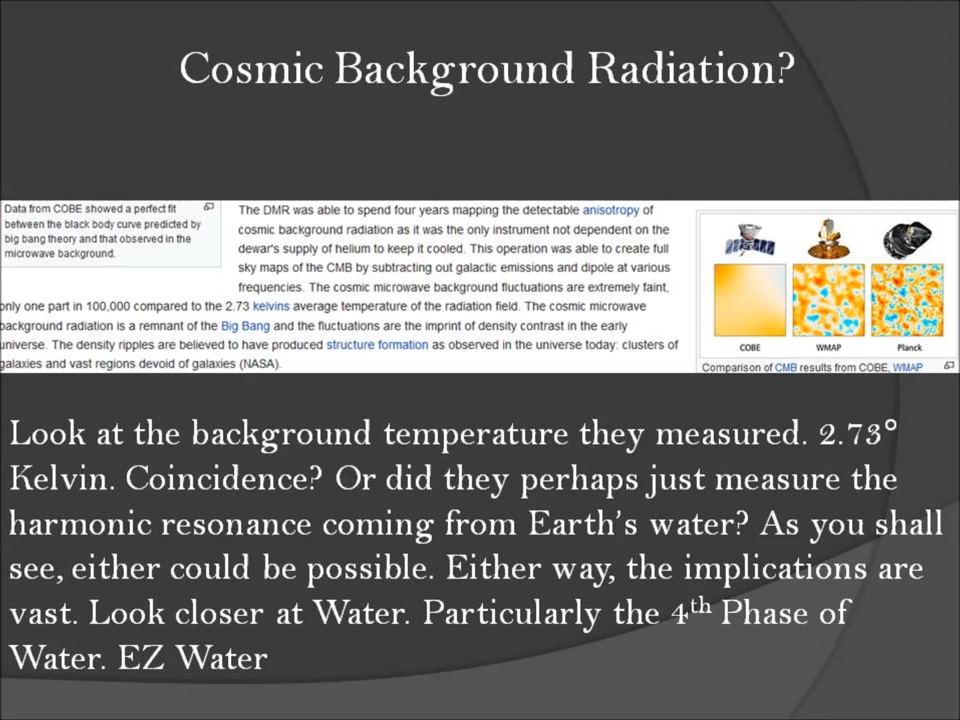 Cosmic Background Radiation?
Data from COBE showed a perfect fit
between the black body curve predicted by
big bang theory and that observed in the
microwave background.
The DMR was able to spend four years mapping the detectable anisotropy of
cosmic background radiation as it was the only instrument not dependent on the
dewar's supply of helium to keep it cooled. This operation was able to create full
sky maps of the CMB by subtracting out galactic emissions and dipole at various
frequencies. The cosmic microwave background fluctuations are extremely faint,
only one part in 100,000 compared to the 2.73 kelvins average temperature of the radiation field. The cosmic microwave
background radiation is a remnant of the Big Bang and the fluctuations are the imprint of density contrast in the early
universe. The density ripples are believed to have produced structure formation as observed in the universe today: clusters of
galaxies and vast regions devoid of galaxies (NASA).
COBE WMAP Planck
Comparison of CMB results from COBE, WMAP
Look at the background temperature they measured. 2.73°
Kelvin. Coincidence? Or did they perhaps just measure the
harmonic resonance coming from Earth's water? As you shall
see, either could be possible. Either way, the implications are
vast. Look closer at Water. Particularly the 4th Phase of
Water. EZ Water